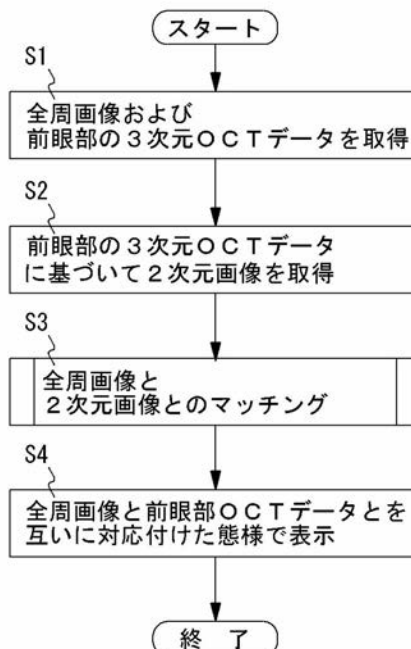 スタート
S1
全周画像および
前眼部の3次元OCTデータを取得
S2
前眼部の3次元OCTデータ
に基づいて2次元画像を取得
S3
全周画像と
2次元画像とのマッチング
S4
全周画像と前眼部OCTデータとを
互いに対応付けた態様で表示
終 了